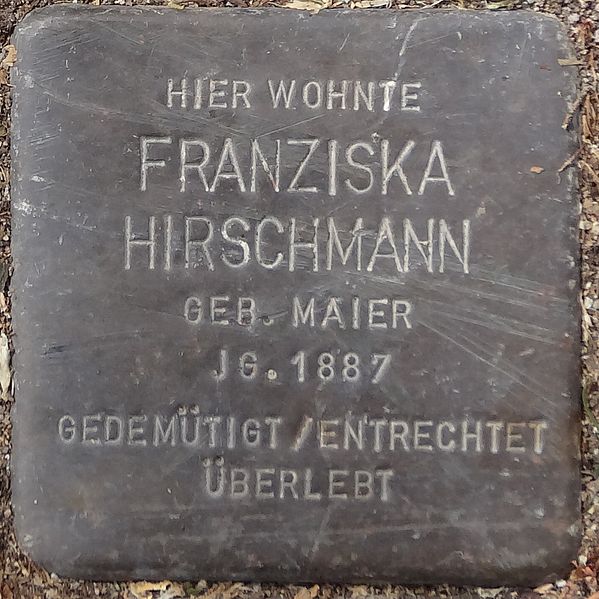 HIER WOHNTE
FRANZISKA
HIRSCHMANN
GEB. MAIER
JG. 1887
GEDEMÜTIGT / ENTRECHTET
ÜBERLEBT